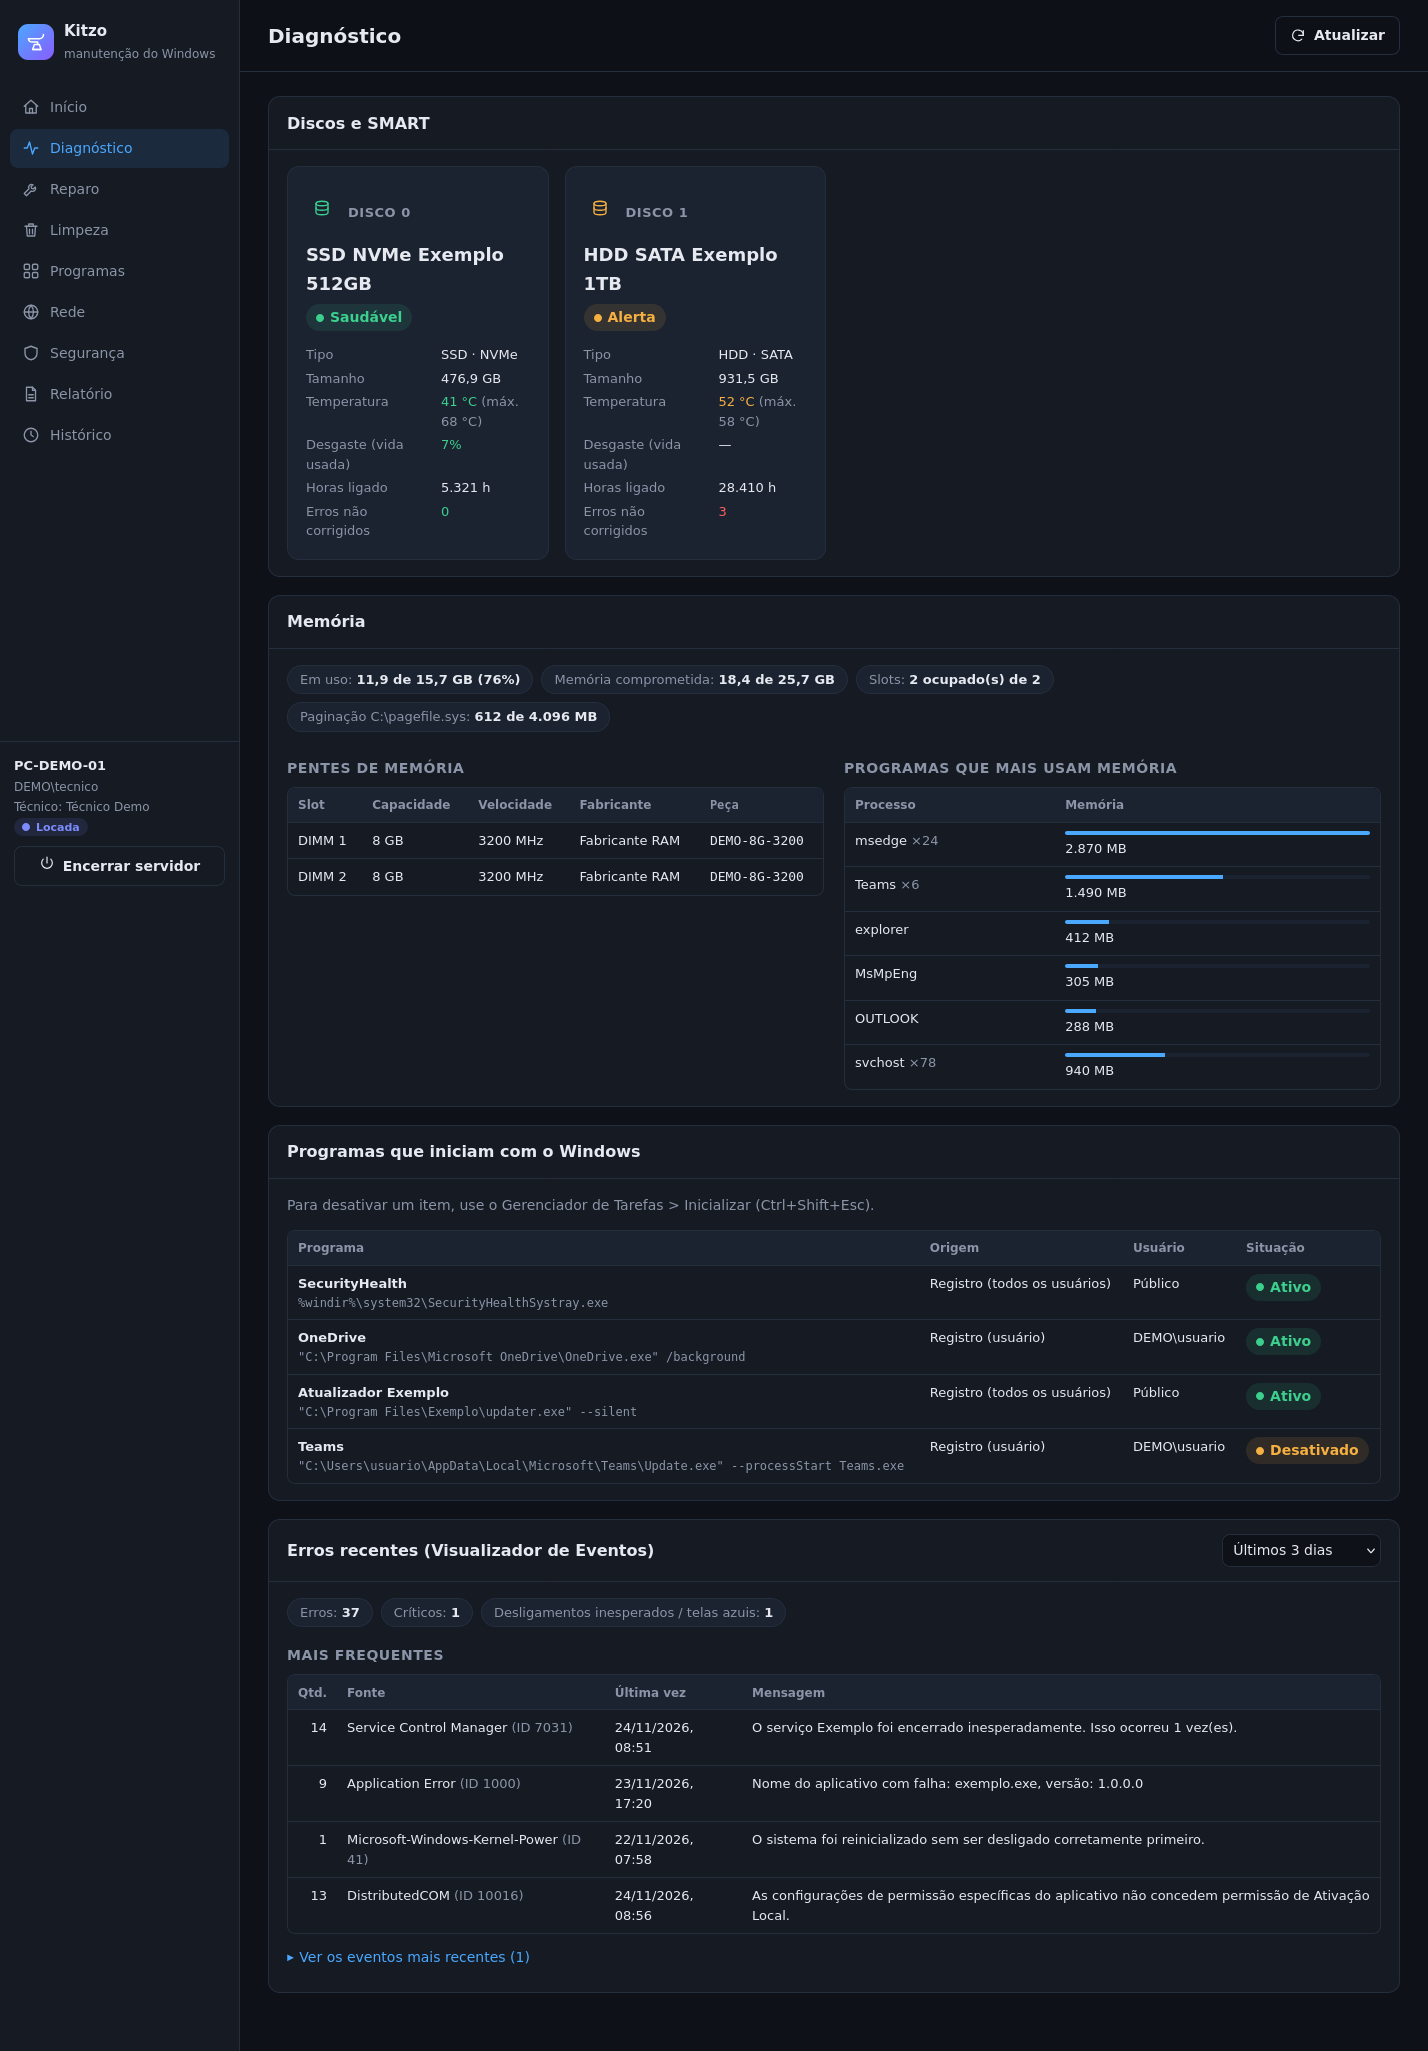 Kitzo
manutenção do Windows
Início
Diagnóstico
Reparo
Limpeza
Programas
Rede
Segurança
Relatório
Histórico
PC-DEMO-01
DEMO\tecnico
Técnico: Técnico Demo
Locada
Encerrar servidor
Diagnóstico
Atualizar
Discos e SMART
DISCO 0
SSD NVMe Exemplo
512GB
Saudável
Tipo SSD · NVMe
Tamanho 476,9 GB
Temperatura 41 °C (máx.
68 °C)
Desgaste (vida 7%
usada)
Horas ligado 5.321 h
Erros não 0
corrigidos
DISCO 1
HDD SATA Exemplo
1TB
Alerta
Tipo HDD · SATA
Tamanho 931,5 GB
Temperatura 52 °C (máx.
58 °C)
Desgaste (vida —
usada)
Horas ligado 28.410 h
Erros não 3
corrigidos
Memória
Em uso: 11,9 de 15,7 GB (76%) Memória comprometida: 18,4 de 25,7 GB Slots: 2 ocupado(s) de 2
Paginação C:\pagefile.sys: 612 de 4.096 MB
PENTES DE MEMÓRIA
Slot Capacidade Velocidade Fabricante Peça
DIMM 1 8 GB 3200 MHz Fabricante RAM DEMO-8G-3200
DIMM 2 8 GB 3200 MHz Fabricante RAM DEMO-8G-3200
PROGRAMAS QUE MAIS USAM MEMÓRIA
Processo Memória
msedge ×24
2.870 MB
Teams ×6
1.490 MB
explorer
412 MB
MsMpEng
305 MB
OUTLOOK
288 MB
svchost ×78
940 MB
Programas que iniciam com o Windows
Para desativar um item, use o Gerenciador de Tarefas > Inicializar (Ctrl+Shift+Esc).
Programa Origem Usuário Situação
SecurityHealth Registro (todos os usuários) Público Ativo
%windir%\system32\SecurityHealthSystray.exe
OneDrive Registro (usuário) DEMO\usuario Ativo
"C:\Program Files\Microsoft OneDrive\OneDrive.exe" /background
Atualizador Exemplo Registro (todos os usuários) Público Ativo
"C:\Program Files\Exemplo\updater.exe" --silent
Teams Registro (usuário) DEMO\usuario Desativado
"C:\Users\usuario\AppData\Local\Microsoft\Teams\Update.exe" --processStart Teams.exe
Erros recentes (Visualizador de Eventos) Últimos 3 dias
Erros: 37 Críticos: 1 Desligamentos inesperados / telas azuis: 1
MAIS FREQUENTES
Qtd. Fonte Última vez Mensagem
14 Service Control Manager (ID 7031) 24/11/2026, O serviço Exemplo foi encerrado inesperadamente. Isso ocorreu 1 vez(es).
08:51
9 Application Error (ID 1000) 23/11/2026, Nome do aplicativo com falha: exemplo.exe, versão: 1.0.0.0
17:20
1 Microsoft-Windows-Kernel-Power (ID 22/11/2026, O sistema foi reinicializado sem ser desligado corretamente primeiro.
41) 07:58
13 DistributedCOM (ID 10016) 24/11/2026, As configurações de permissão específicas do aplicativo não concedem permissão de Ativação
08:56 Local.
▸ Ver os eventos mais recentes (1)